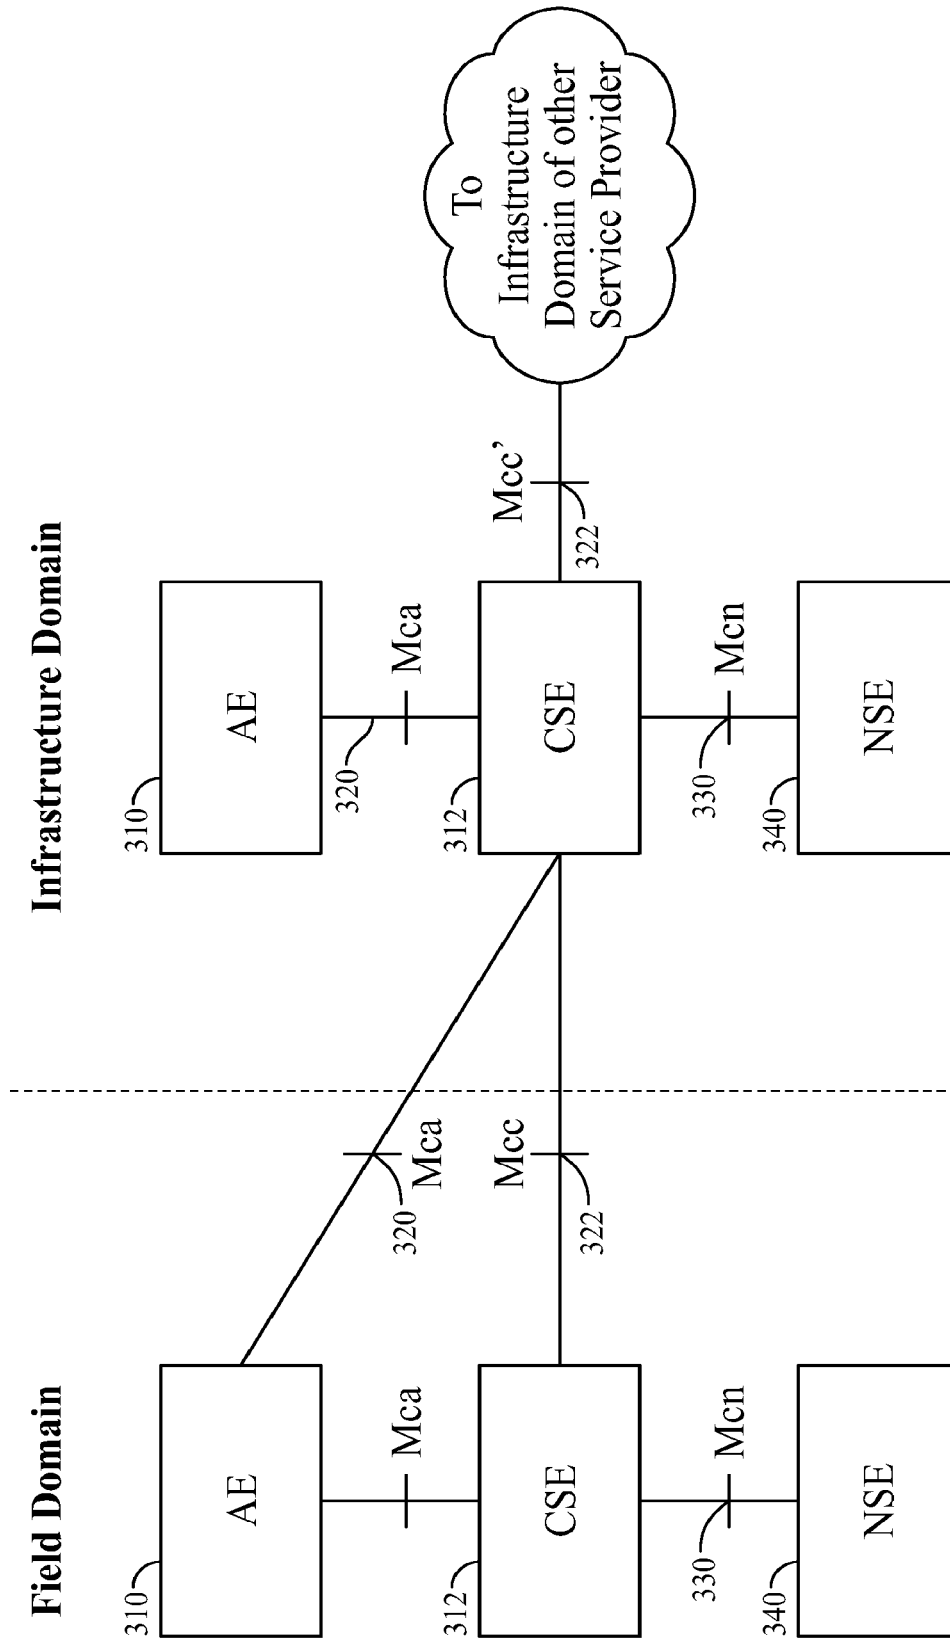 Field Domain
Infrastructure Domain
310
AE
310
AE
Mca
320
Mca
320
Mca
312
CSE
Mcc
322
312
CSE
Mcc’
322
To
Infrastructure
Domain of other
Service Provider
330
Mcn
330
Mcn
340
NSE
340
NSE